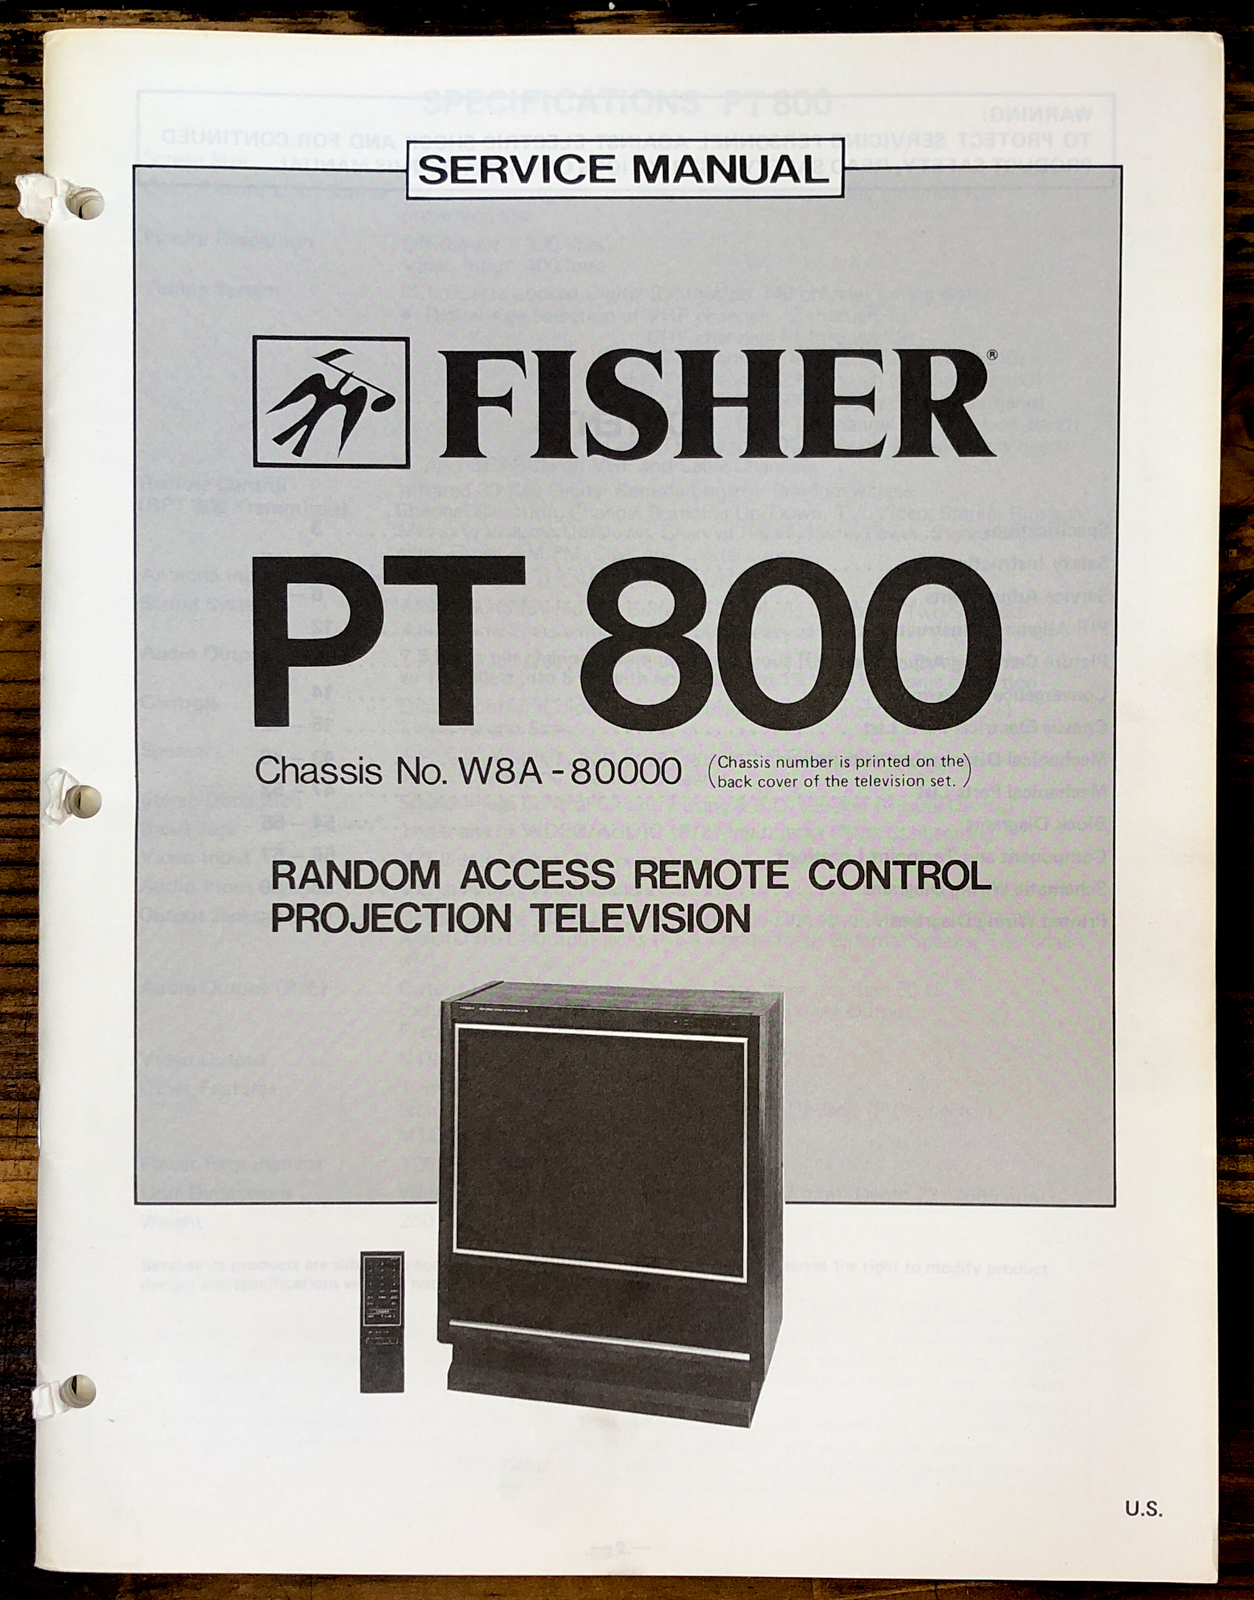 SERVICE MANUAL
FISHER®
PT 800
Chassis No. W8A-80000 (Chassis number is printed on the
back cover of the television set.)
RANDOM ACCESS REMOTE CONTROL
PROJECTION TELEVISION
U.S.